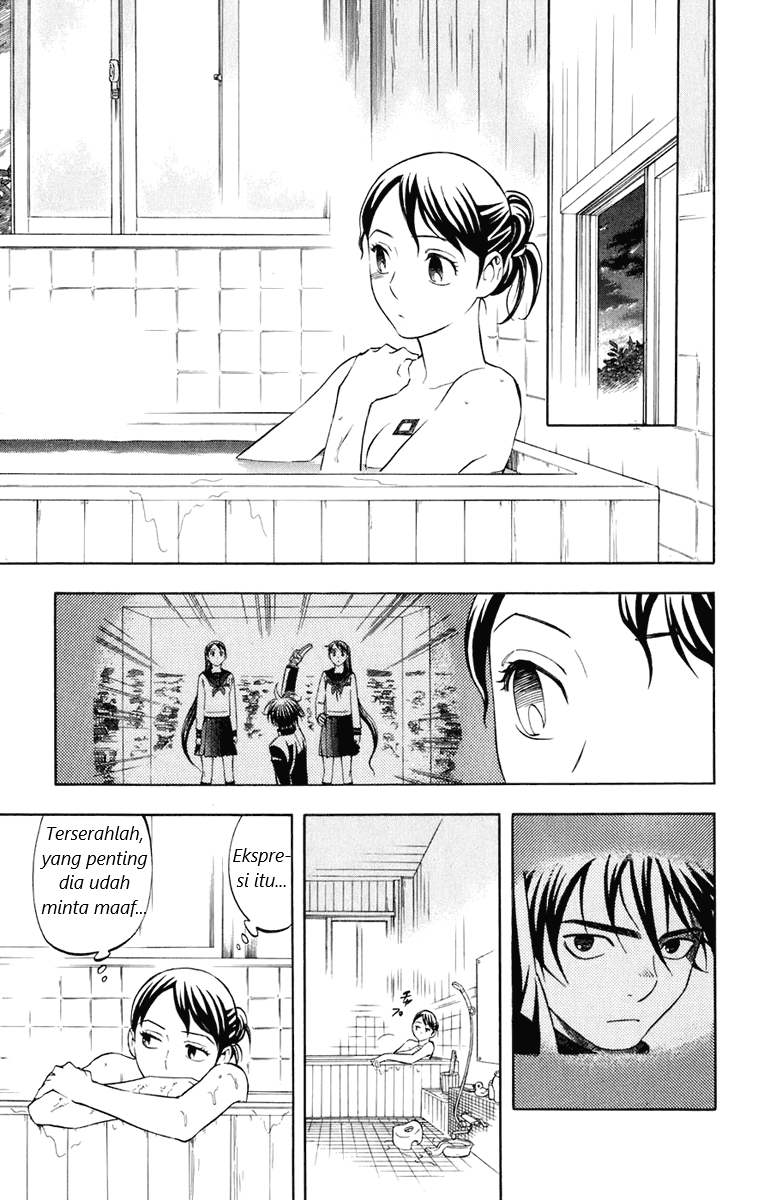 Ekspre-
si itu...
Terserahlah,
yang penting
dia udah
minta maaf...